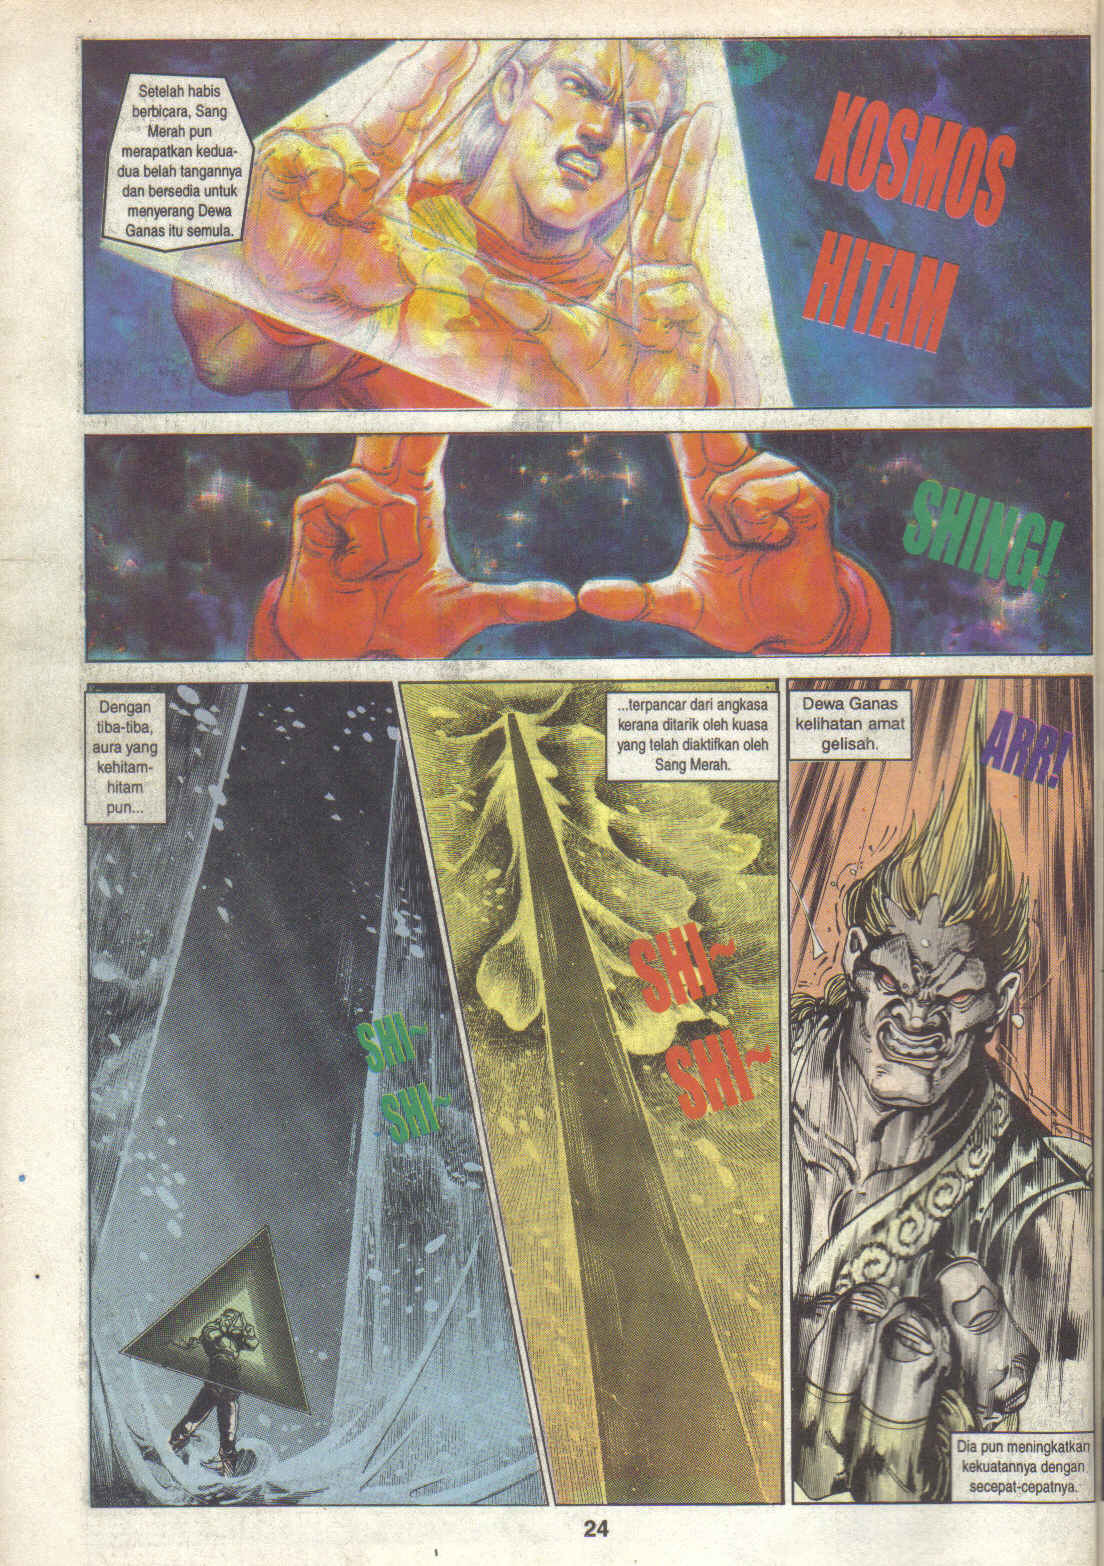 Setelah habis
berbicara, Sang
Merah pun
merapatkan kedua-
dua belah tangannya
dan bersedia untuk
menyerang Dewa
Ganas itu semula.
KOSMOS
HITAM
SHING!
Dengan
tiba-tiba,
aura yang
kehitam-
hitam
pun...
SHI~
SHI~
...terpancar dari angkasa
kerana ditarik oleh kuasa
yang telah diaktifkan oleh
Sang Merah.
SHI~
SHI~
Dewa Ganas
kelihatan amat
gelisah.
ARR!
Dia pun meningkatkan
kekuatannya dengan
secepat-cepatnya.
24